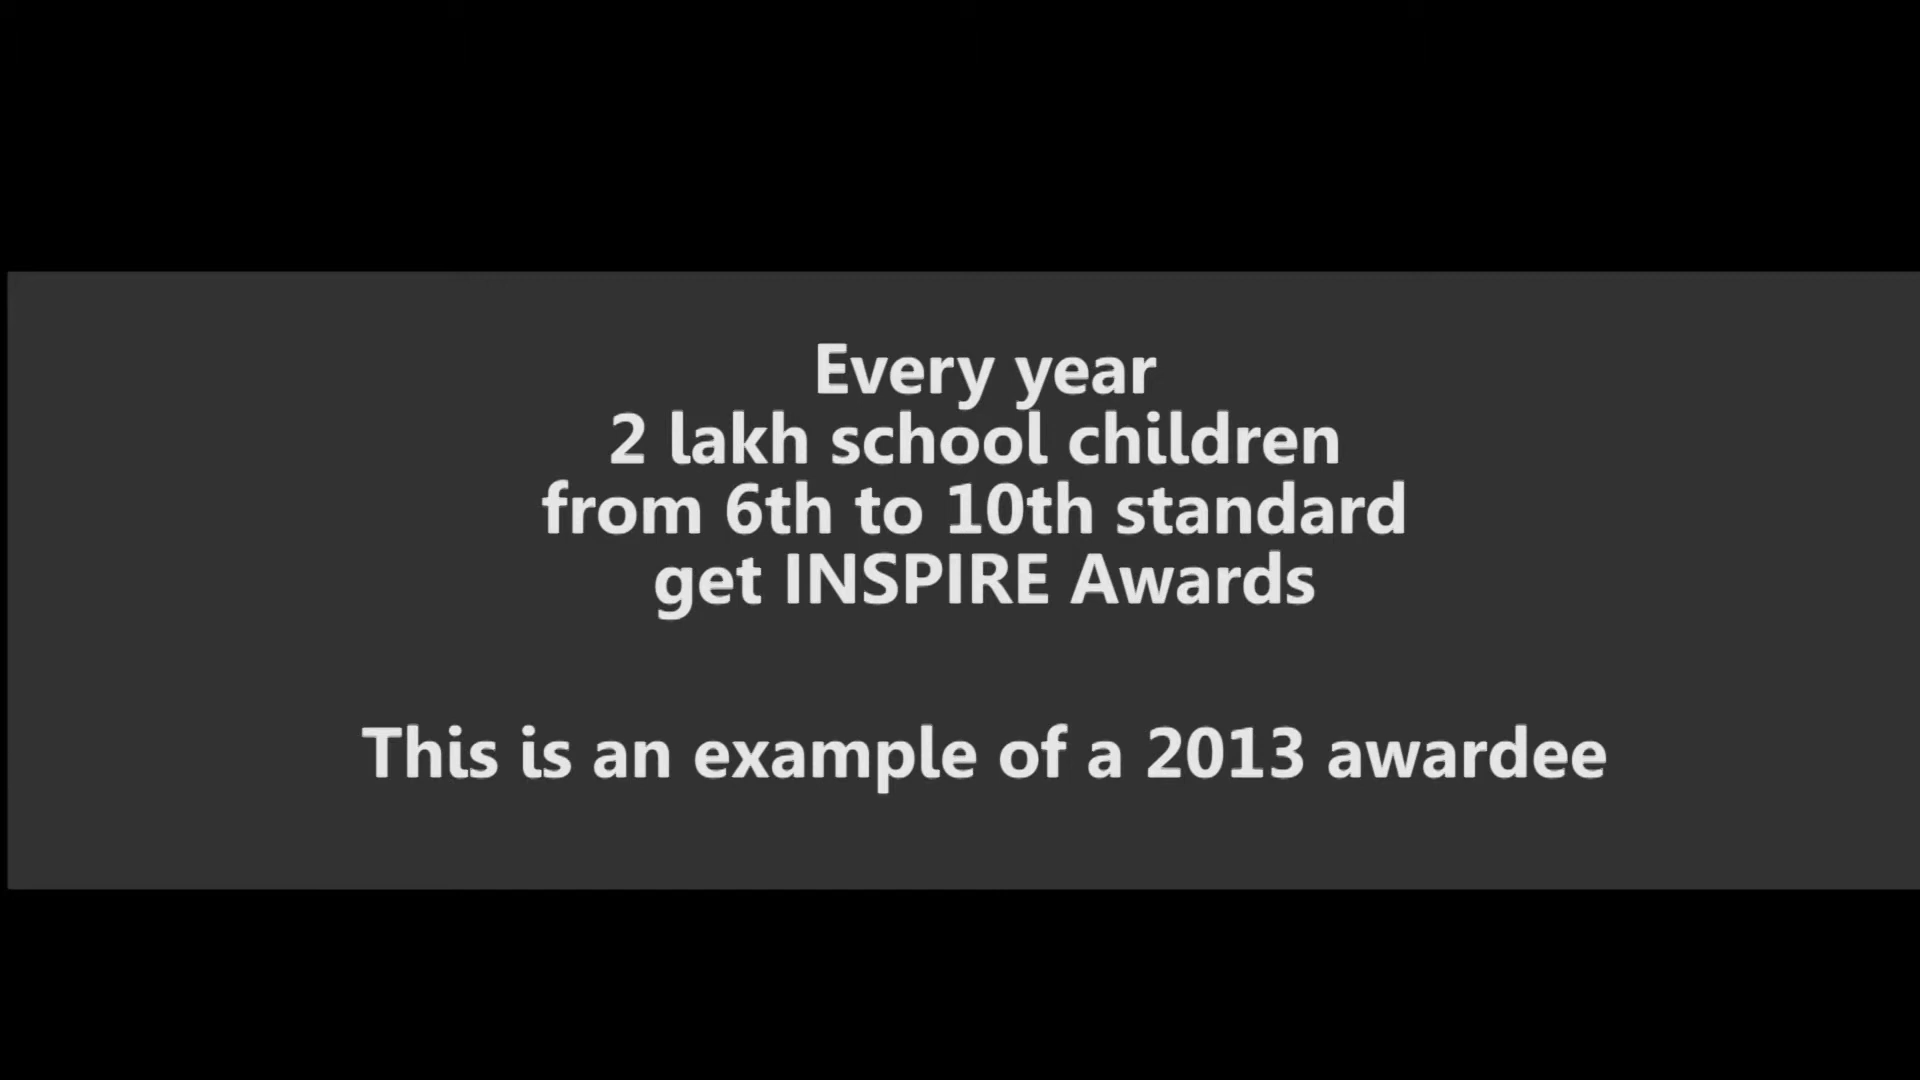 Every year
2 lakh school children
from 6th to 10th standard
get INSPIRE Awards
This is an example of a 2013 awardee